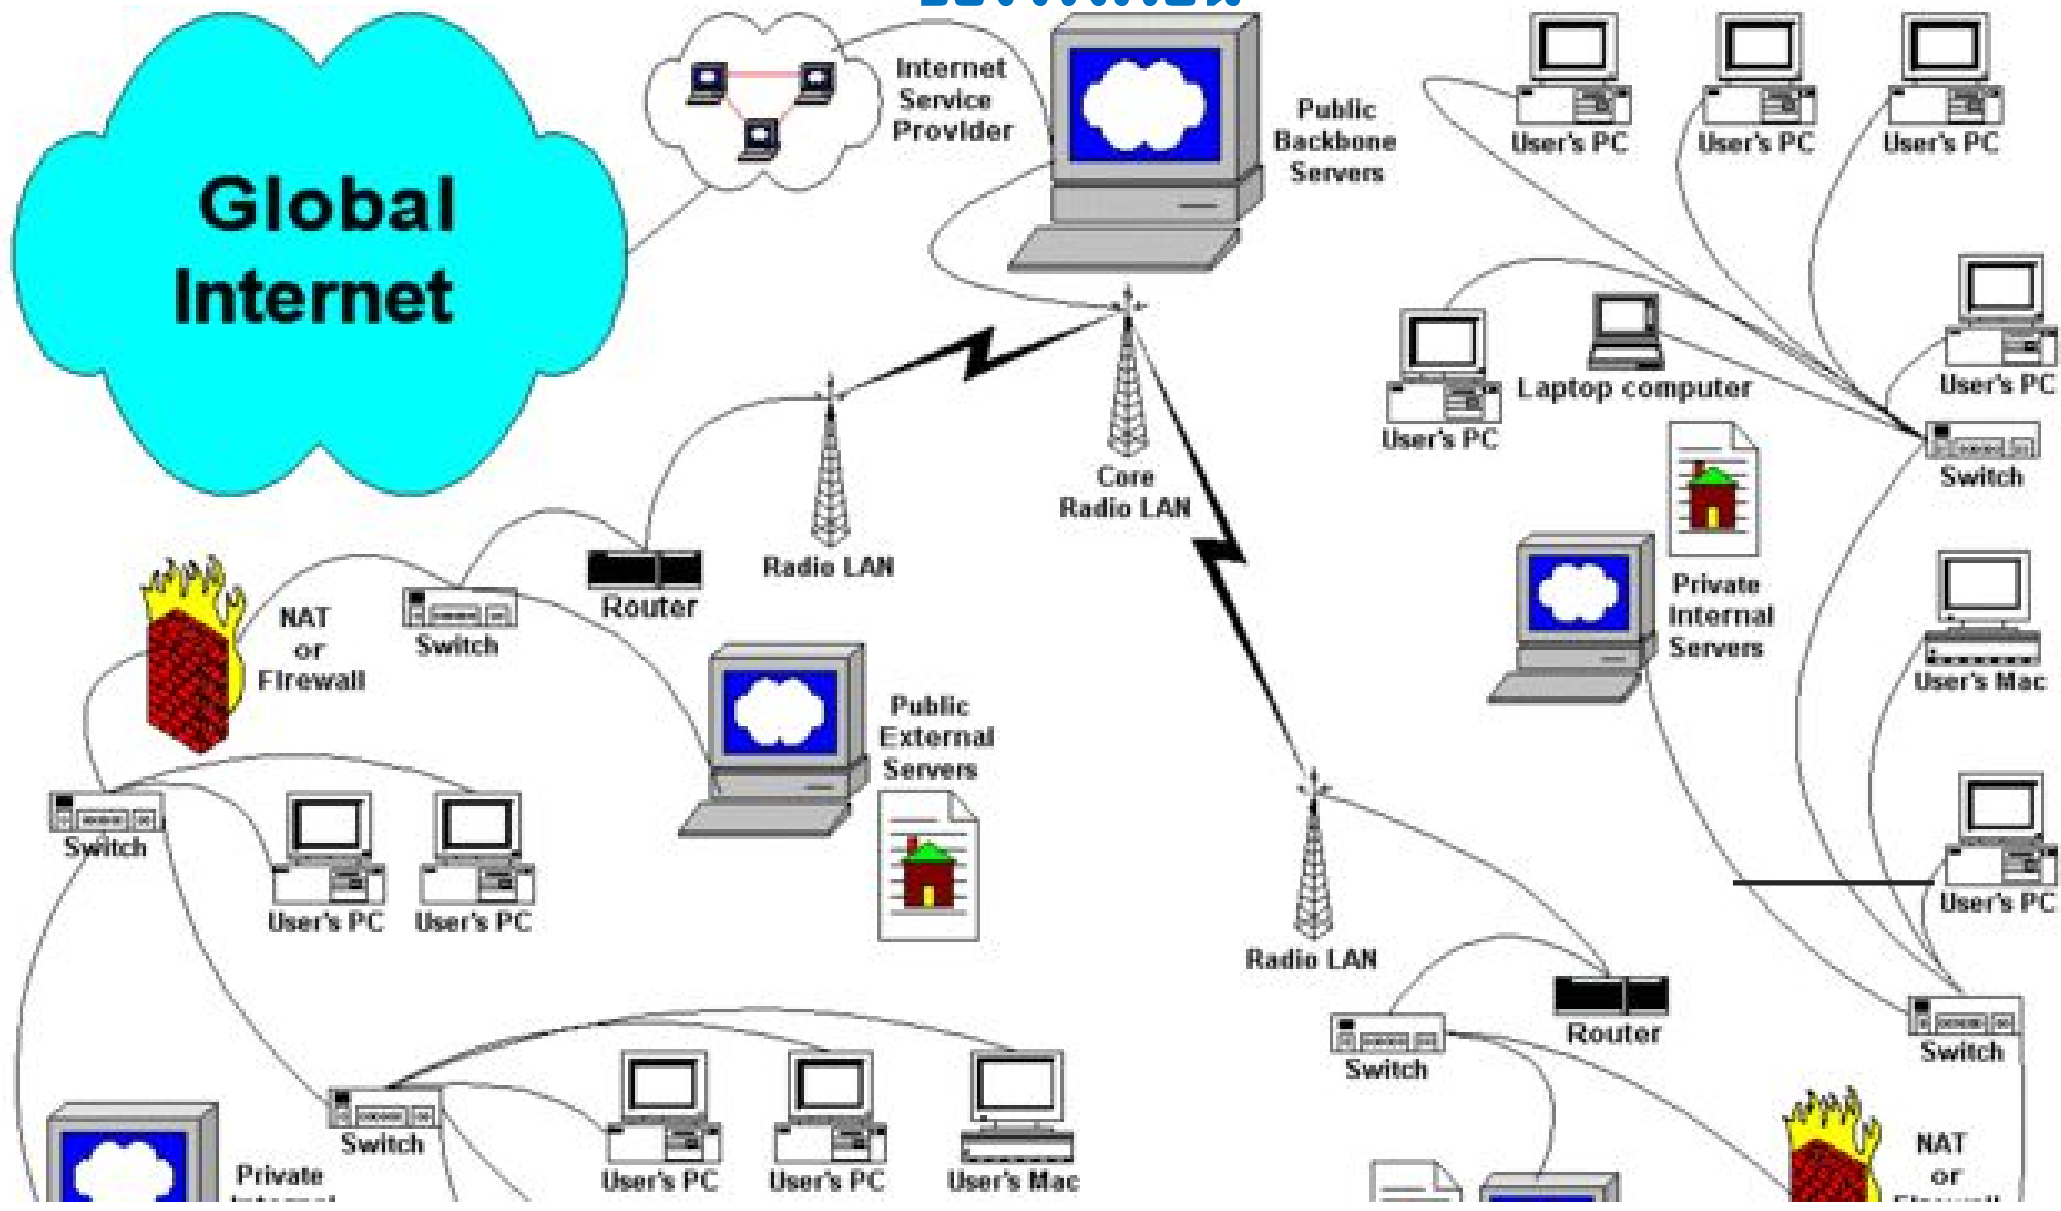 Global
Internet
Internet
Service
Provider
Public
Backbone
Servers
User's PC
User's PC
User's PC
User's PC
Laptop computer
User's PC
Switch
Core
Radio LAN
Radio LAN
Router
Switch
NAT
or
Firewall
Public
External
Servers
Private
Internal
Servers
User's Mac
User's PC
Switch
Switch
User's PC
User's PC
Radio LAN
Router
Switch
Switch
User's PC
User's PC
User's Mac
Private
NAT
or